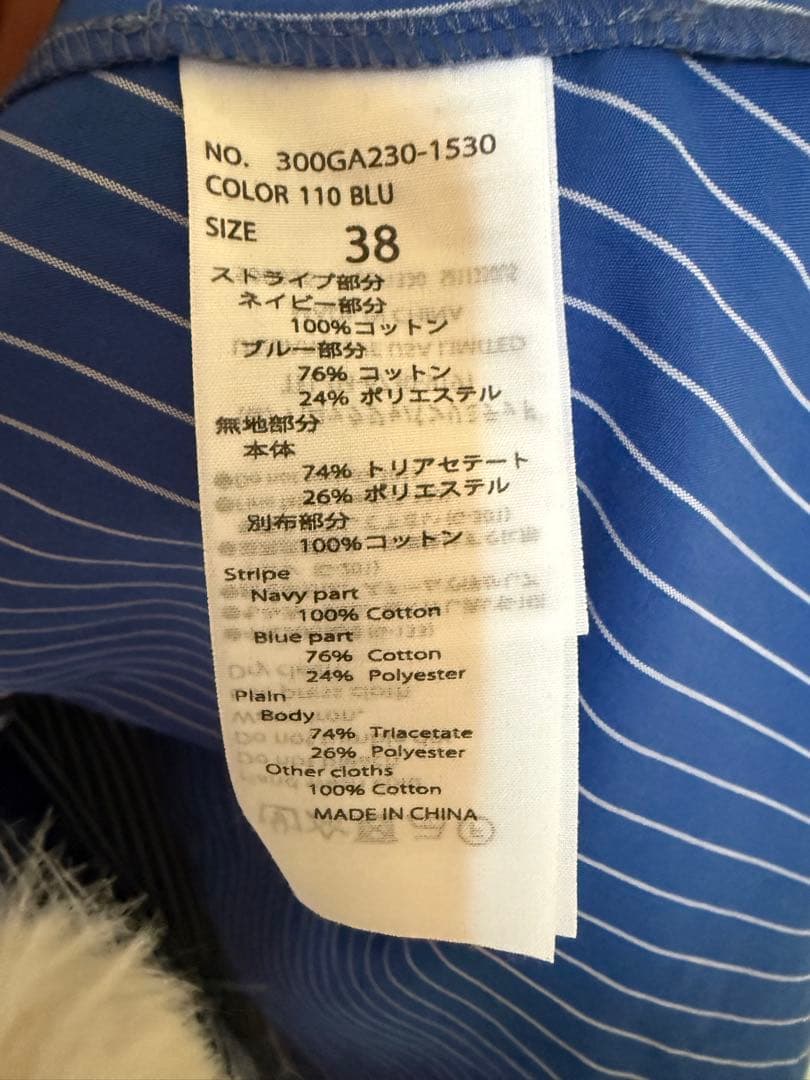 NO. 300GA230-1530
COLOR 110 BLU
SIZE 38
ストライプ部分
ネイビー部分
100%コットン
ブルー部分
76% コットン
24% ポリエステル
無地部分
本体
74% トリアセテート
26% ポリエステル
別布部分
100%コットン
Stripe
Navy part
100% Cotton
Blue part
76% Cotton
24% Polyester
Plain
Body
74% Triacetate
26% Polyester
Other cloths
100% Cotton
MADE IN CHINA